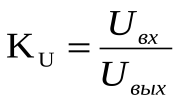 K_U = U_вх / U_вых